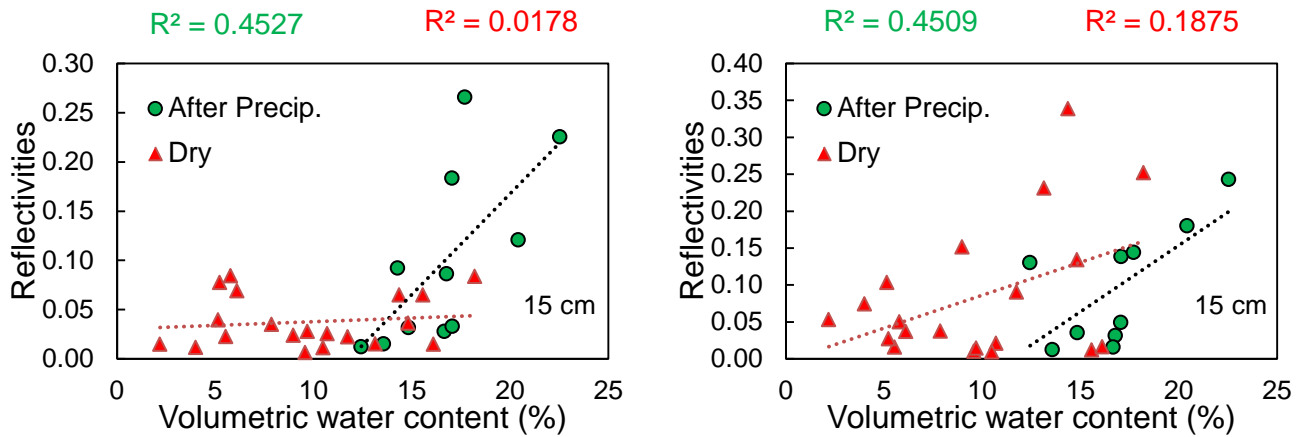 R² = 0.4527 R² = 0.0178
0.30
0.25
0.20
0.15
0.10
0.05
0.00
Reflectivities
After Precip.
Dry
15 cm
0 5 10 15 20 25
Volumetric water content (%)
R² = 0.4509 R² = 0.1875
0.40
0.35
0.30
0.25
0.20
0.15
0.10
0.05
0.00
Reflectivities
After Precip.
Dry
15 cm
0 5 10 15 20 25
Volumetric water content (%)